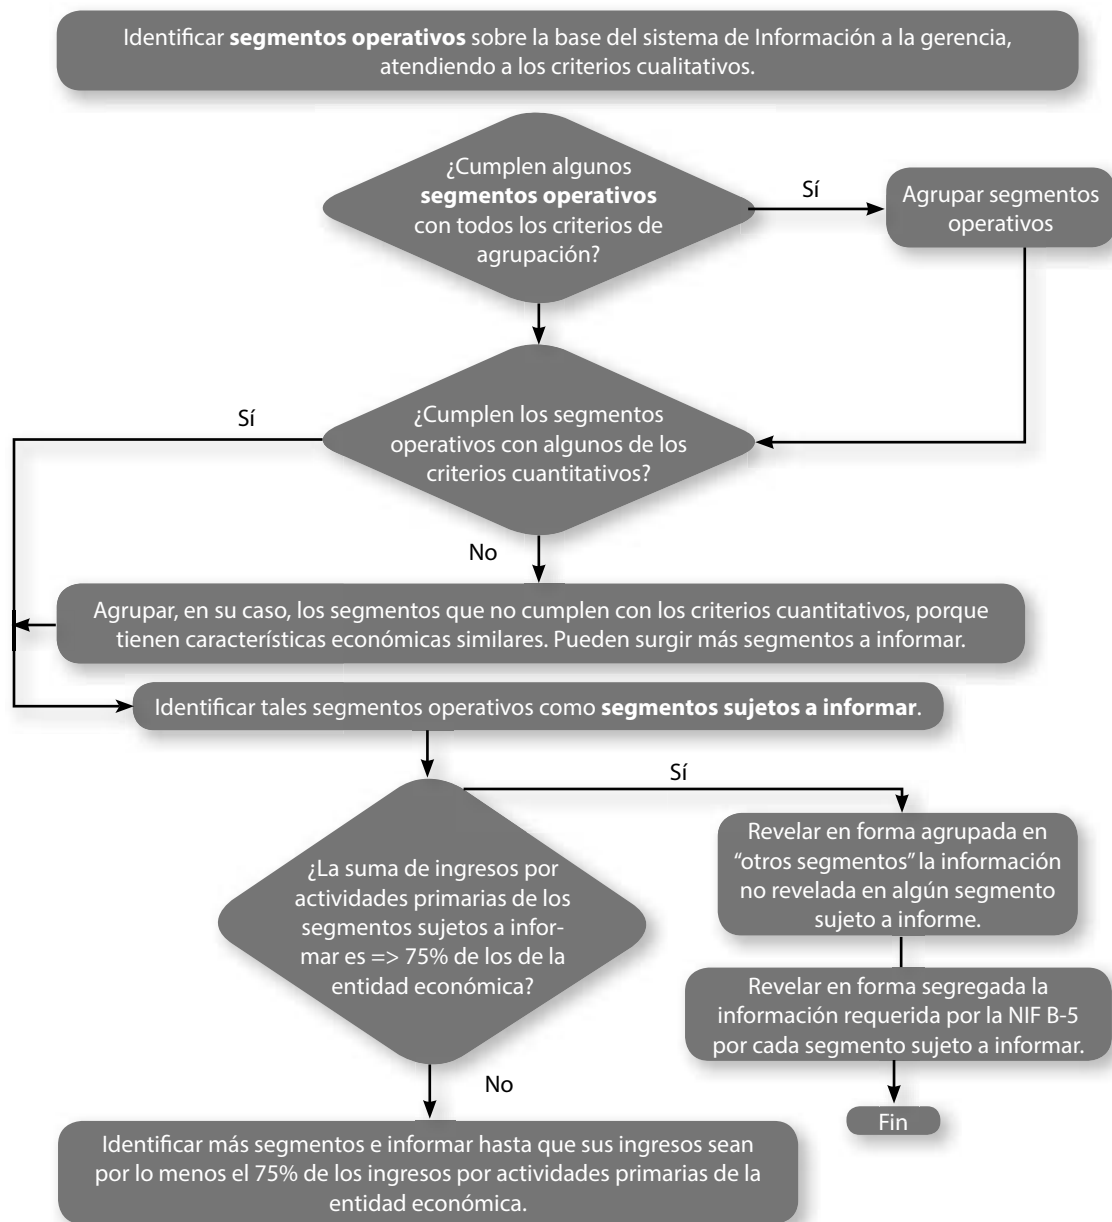 Identificar segmentos operativos sobre la base del sistema de Información a la gerencia,
atendiendo a los criterios cualitativos.
¿Cumplen algunos
segmentos operativos
con todos los criterios de
agrupación?
Sí
Agrupar segmentos
operativos
¿Cumplen los segmentos
operativos con algunos de los
criterios cuantitativos?
Sí
No
Agrupar, en su caso, los segmentos que no cumplen con los criterios cuantitativos, porque
tienen características económicas similares. Pueden surgir más segmentos a informar.
Identificar tales segmentos operativos como segmentos sujetos a informar.
¿La suma de ingresos por
actividades primarias de los
segmentos sujetos a infor-
mar es => 75% de los de la
entidad económica?
Sí
Revelar en forma agrupada en
“otros segmentos” la información
no revelada en algún segmento
sujeto a informe.
Revelar en forma segregada la
información requerida por la NIF B-5
por cada segmento sujeto a informar.
Fin
No
Identificar más segmentos e informar hasta que sus ingresos sean
por lo menos el 75% de los ingresos por actividades primarias de la
entidad económica.